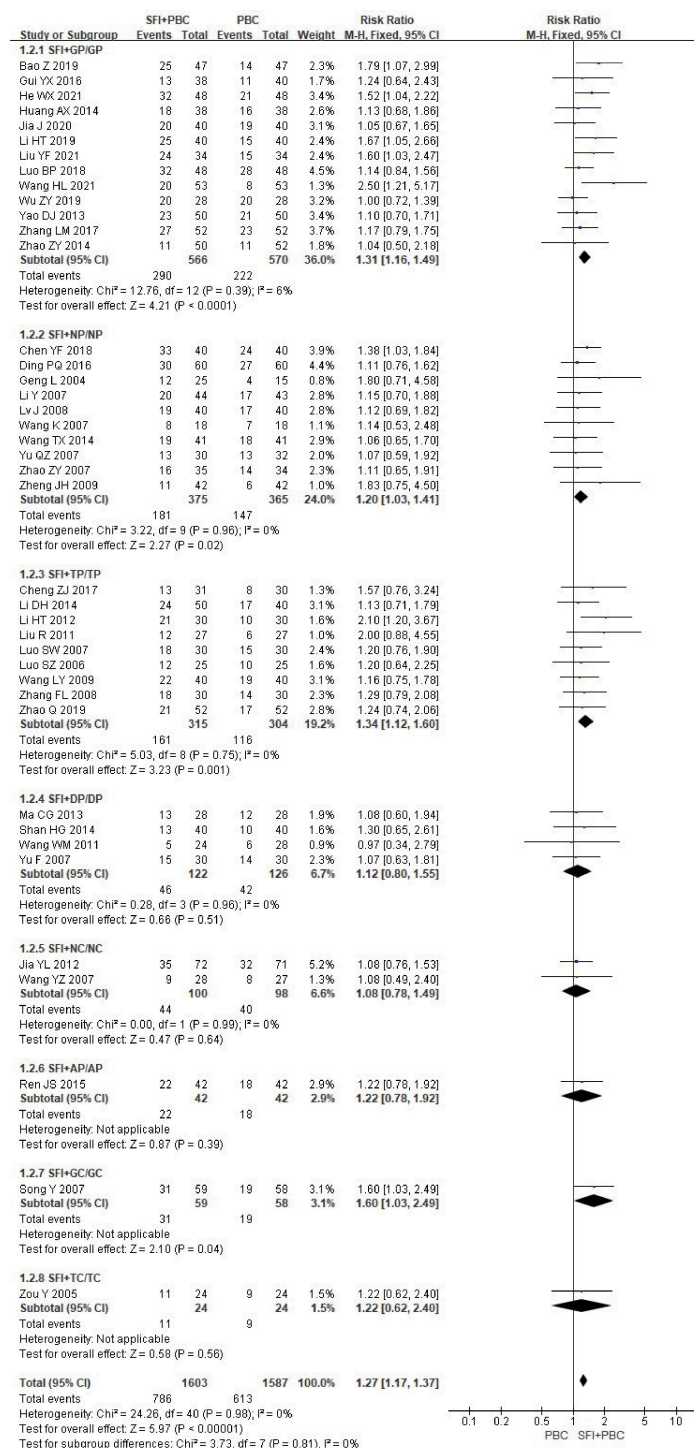 SFI+PBC PBC Risk Ratio Risk Ratio
Study or Subgroup Events Total Events Total Weight M-H, Fixed, 95% CI M-H, Fixed, 95% CI
1.2.1 SFI+GP/GP
Bao Z 2019 25 47 14 47 2.3% 1.79 [1.07, 2.99]
Gui YX 2016 13 38 11 40 1.8% 1.24 [0.64, 2.43]
He WX 2021 32 48 21 48 3.4% 1.52 [1.04, 2.22]
Huang AX 2014 18 38 16 38 2.6% 1.13 [0.68, 1.86]
Jia J 2020 20 40 19 40 3.1% 1.05 [0.67, 1.65]
Li HT 2019 25 40 15 40 2.4% 1.67 [1.05, 2.66]
Liu YF 2021 24 34 15 34 2.4% 1.60 [1.03, 2.47]
Luo BP 2018 32 48 28 48 4.6% 1.14 [0.84, 1.56]
Wang HL 2021 20 53 8 53 1.3% 2.50 [1.21, 5.17]
Wu ZY 2019 20 28 20 28 3.3% 1.00 [0.72, 1.39]
Yao DJ 2013 23 50 21 50 3.4% 1.10 [0.70, 1.71]
Zhang LM 2017 27 52 23 52 3.7% 1.17 [0.79, 1.75]
Zhao ZY 2014 11 50 11 52 1.8% 1.04 [0.50, 2.18]
Subtotal (95% CI) 566 570 36.0% 1.31 [1.16, 1.49]
Total events 290 222
Heterogeneity: Chi² = 12.76, df = 12 (P = 0.39); I² = 6%
Test for overall effect: Z = 4.21 (P < 0.0001)
1.2.2 SFI+NP/NP
Chen YF 2018 33 40 24 40 3.9% 1.38 [1.03, 1.84]
Ding PQ 2016 30 60 27 60 4.4% 1.11 [0.76, 1.62]
Geng L 2004 12 25 4 15 0.8% 1.80 [0.71, 4.58]
Li Y 2007 20 44 17 43 2.8% 1.15 [0.70, 1.88]
Lv J 2008 19 40 17 40 2.8% 1.12 [0.69, 1.82]
Wang K 2007 8 18 7 18 1.1% 1.14 [0.53, 2.48]
Wang TX 2014 19 41 18 41 2.9% 1.06 [0.65, 1.70]
Yu QZ 2007 13 30 13 32 2.1% 1.07 [0.59, 1.92]
Zhao ZY 2007 16 35 14 34 2.3% 1.11 [0.65, 1.91]
Zheng JH 2009 11 42 6 42 1.0% 1.83 [0.75, 4.50]
Subtotal (95% CI) 375 365 24.0% 1.20 [1.03, 1.41]
Total events 181 147
Heterogeneity: Chi² = 3.22, df = 9 (P = 0.96); I² = 0%
Test for overall effect: Z = 2.27 (P = 0.02)
1.2.3 SFI+TP/TP
Cheng ZJ 2017 13 31 8 30 1.3% 1.57 [0.76, 3.24]
Li DH 2014 24 50 17 40 3.1% 1.13 [0.71, 1.79]
Li HT 2012 21 30 10 30 1.6% 2.10 [1.20, 3.67]
Liu R 2011 12 27 6 27 1.0% 2.00 [0.88, 4.55]
Luo SW 2007 18 30 15 30 2.4% 1.20 [0.76, 1.90]
Luo SZ 2006 12 25 10 25 1.6% 1.20 [0.64, 2.25]
Wang LY 2009 22 40 19 40 3.1% 1.16 [0.75, 1.78]
Zhang FL 2008 18 30 14 30 2.3% 1.29 [0.79, 2.08]
Zhao Q 2019 21 52 17 52 2.8% 1.24 [0.74, 2.06]
Subtotal (95% CI) 315 304 19.2% 1.34 [1.12, 1.60]
Total events 161 116
Heterogeneity: Chi² = 5.03, df = 8 (P = 0.75); I² = 0%
Test for overall effect: Z = 3.23 (P = 0.001)
1.2.4 SFI+DP/DP
Ma CG 2013 13 28 12 28 1.9% 1.08 [0.60, 1.94]
Shan HG 2014 13 40 10 40 1.6% 1.30 [0.65, 2.61]
Wang WM 2011 5 24 6 28 0.9% 0.97 [0.34, 2.79]
Yu F 2007 15 30 14 30 2.3% 1.07 [0.63, 1.81]
Subtotal (95% CI) 122 126 6.7% 1.12 [0.80, 1.55]
Total events 46 42
Heterogeneity: Chi² = 0.28, df = 3 (P = 0.96); I² = 0%
Test for overall effect: Z = 0.66 (P = 0.51)
1.2.5 SFI+NC/NC
Jia YL 2012 35 72 32 71 5.2% 1.08 [0.76, 1.53]
Wang YZ 2007 9 28 8 27 1.3% 1.08 [0.49, 2.40]
Subtotal (95% CI) 100 98 6.6% 1.08 [0.78, 1.49]
Total events 44 40
Heterogeneity: Chi² = 0.00, df = 1 (P = 0.99); I² = 0%
Test for overall effect: Z = 0.47 (P = 0.64)
1.2.6 SFI+AP/AP
Ren JS 2015 22 42 18 42 2.9% 1.22 [0.78, 1.92]
Subtotal (95% CI) 42 42 2.9% 1.22 [0.78, 1.92]
Total events 22 18
Heterogeneity: Not applicable
Test for overall effect: Z = 0.87 (P = 0.39)
1.2.7 SFI+GC/GC
Song Y 2007 31 59 19 58 3.1% 1.60 [1.03, 2.49]
Subtotal (95% CI) 59 58 3.1% 1.60 [1.03, 2.49]
Total events 31 19
Heterogeneity: Not applicable
Test for overall effect: Z = 2.10 (P = 0.04)
1.2.8 SFI+TC/TC
Zou Y 2005 11 24 9 24 1.5% 1.22 [0.62, 2.40]
Subtotal (95% CI) 24 24 1.5% 1.22 [0.62, 2.40]
Total events 11 9
Heterogeneity: Not applicable
Test for overall effect: Z = 0.58 (P = 0.56)
Total (95% CI) 1603 1587 100.0% 1.27 [1.17, 1.37]
Total events 786 613
Heterogeneity: Chi² = 24.26, df = 40 (P = 0.98); I² = 0%
Test for overall effect: Z = 5.97 (P < 0.00001)
Test for subgroup differences: Chi² = 3.73, df = 7 (P = 0.81), I² = 0%
0.1 0.2 0.5 1 2 5 10
PBC SFI+PBC